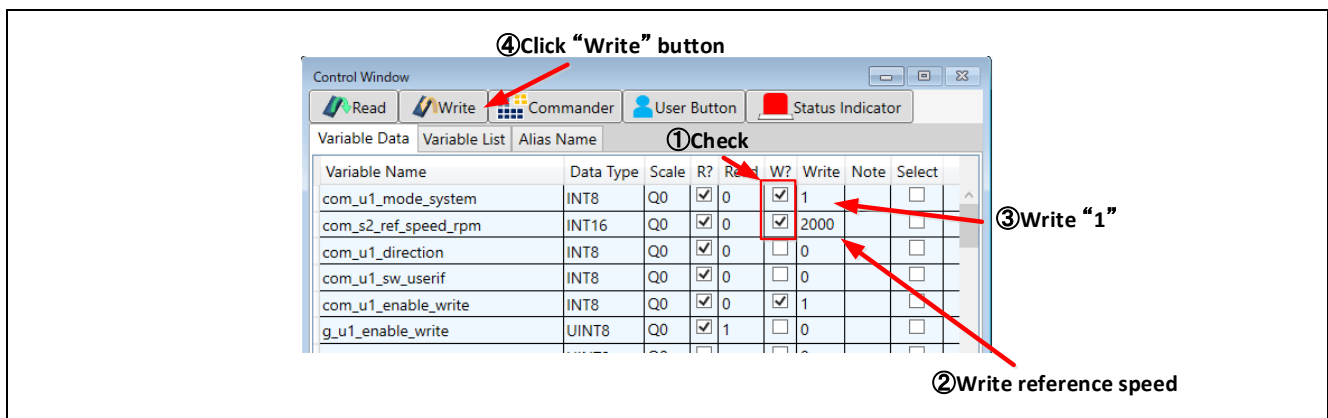 ④Click “Write” button
Control Window
Read Write Commander User Button Status Indicator
Variable Data Variable List Alias Name
①Check
Variable Name Data Type Scale R? Read W? Write Note Select
com_u1_mode_system INT8 Q0 0 1
com_s2_ref_speed_rpm INT16 Q0 0 2000
③Write “1”
com_u1_direction INT8 Q0 0 0
com_u1_sw_userif INT8 Q0 0 0
com_u1_enable_write INT8 Q0 0 1
g_u1_enable_write UINT8 Q0 1 0
②Write reference speed